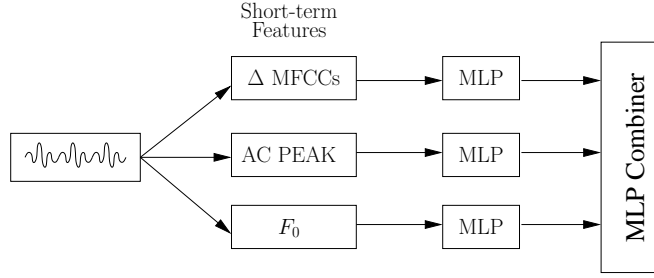 Short-term
Features
Δ MFCCs
MLP
AC PEAK
MLP
F₀
MLP
MLP Combiner